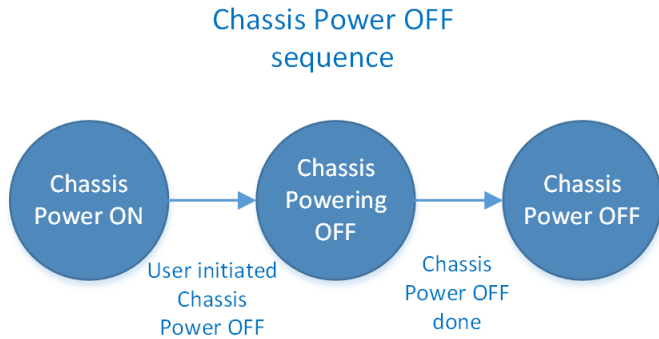 Chassis Power OFF
sequence
Chassis
Power ON
User initiated
Chassis
Power OFF
Chassis
Powering
OFF
Chassis
Power OFF
done
Chassis
Power OFF